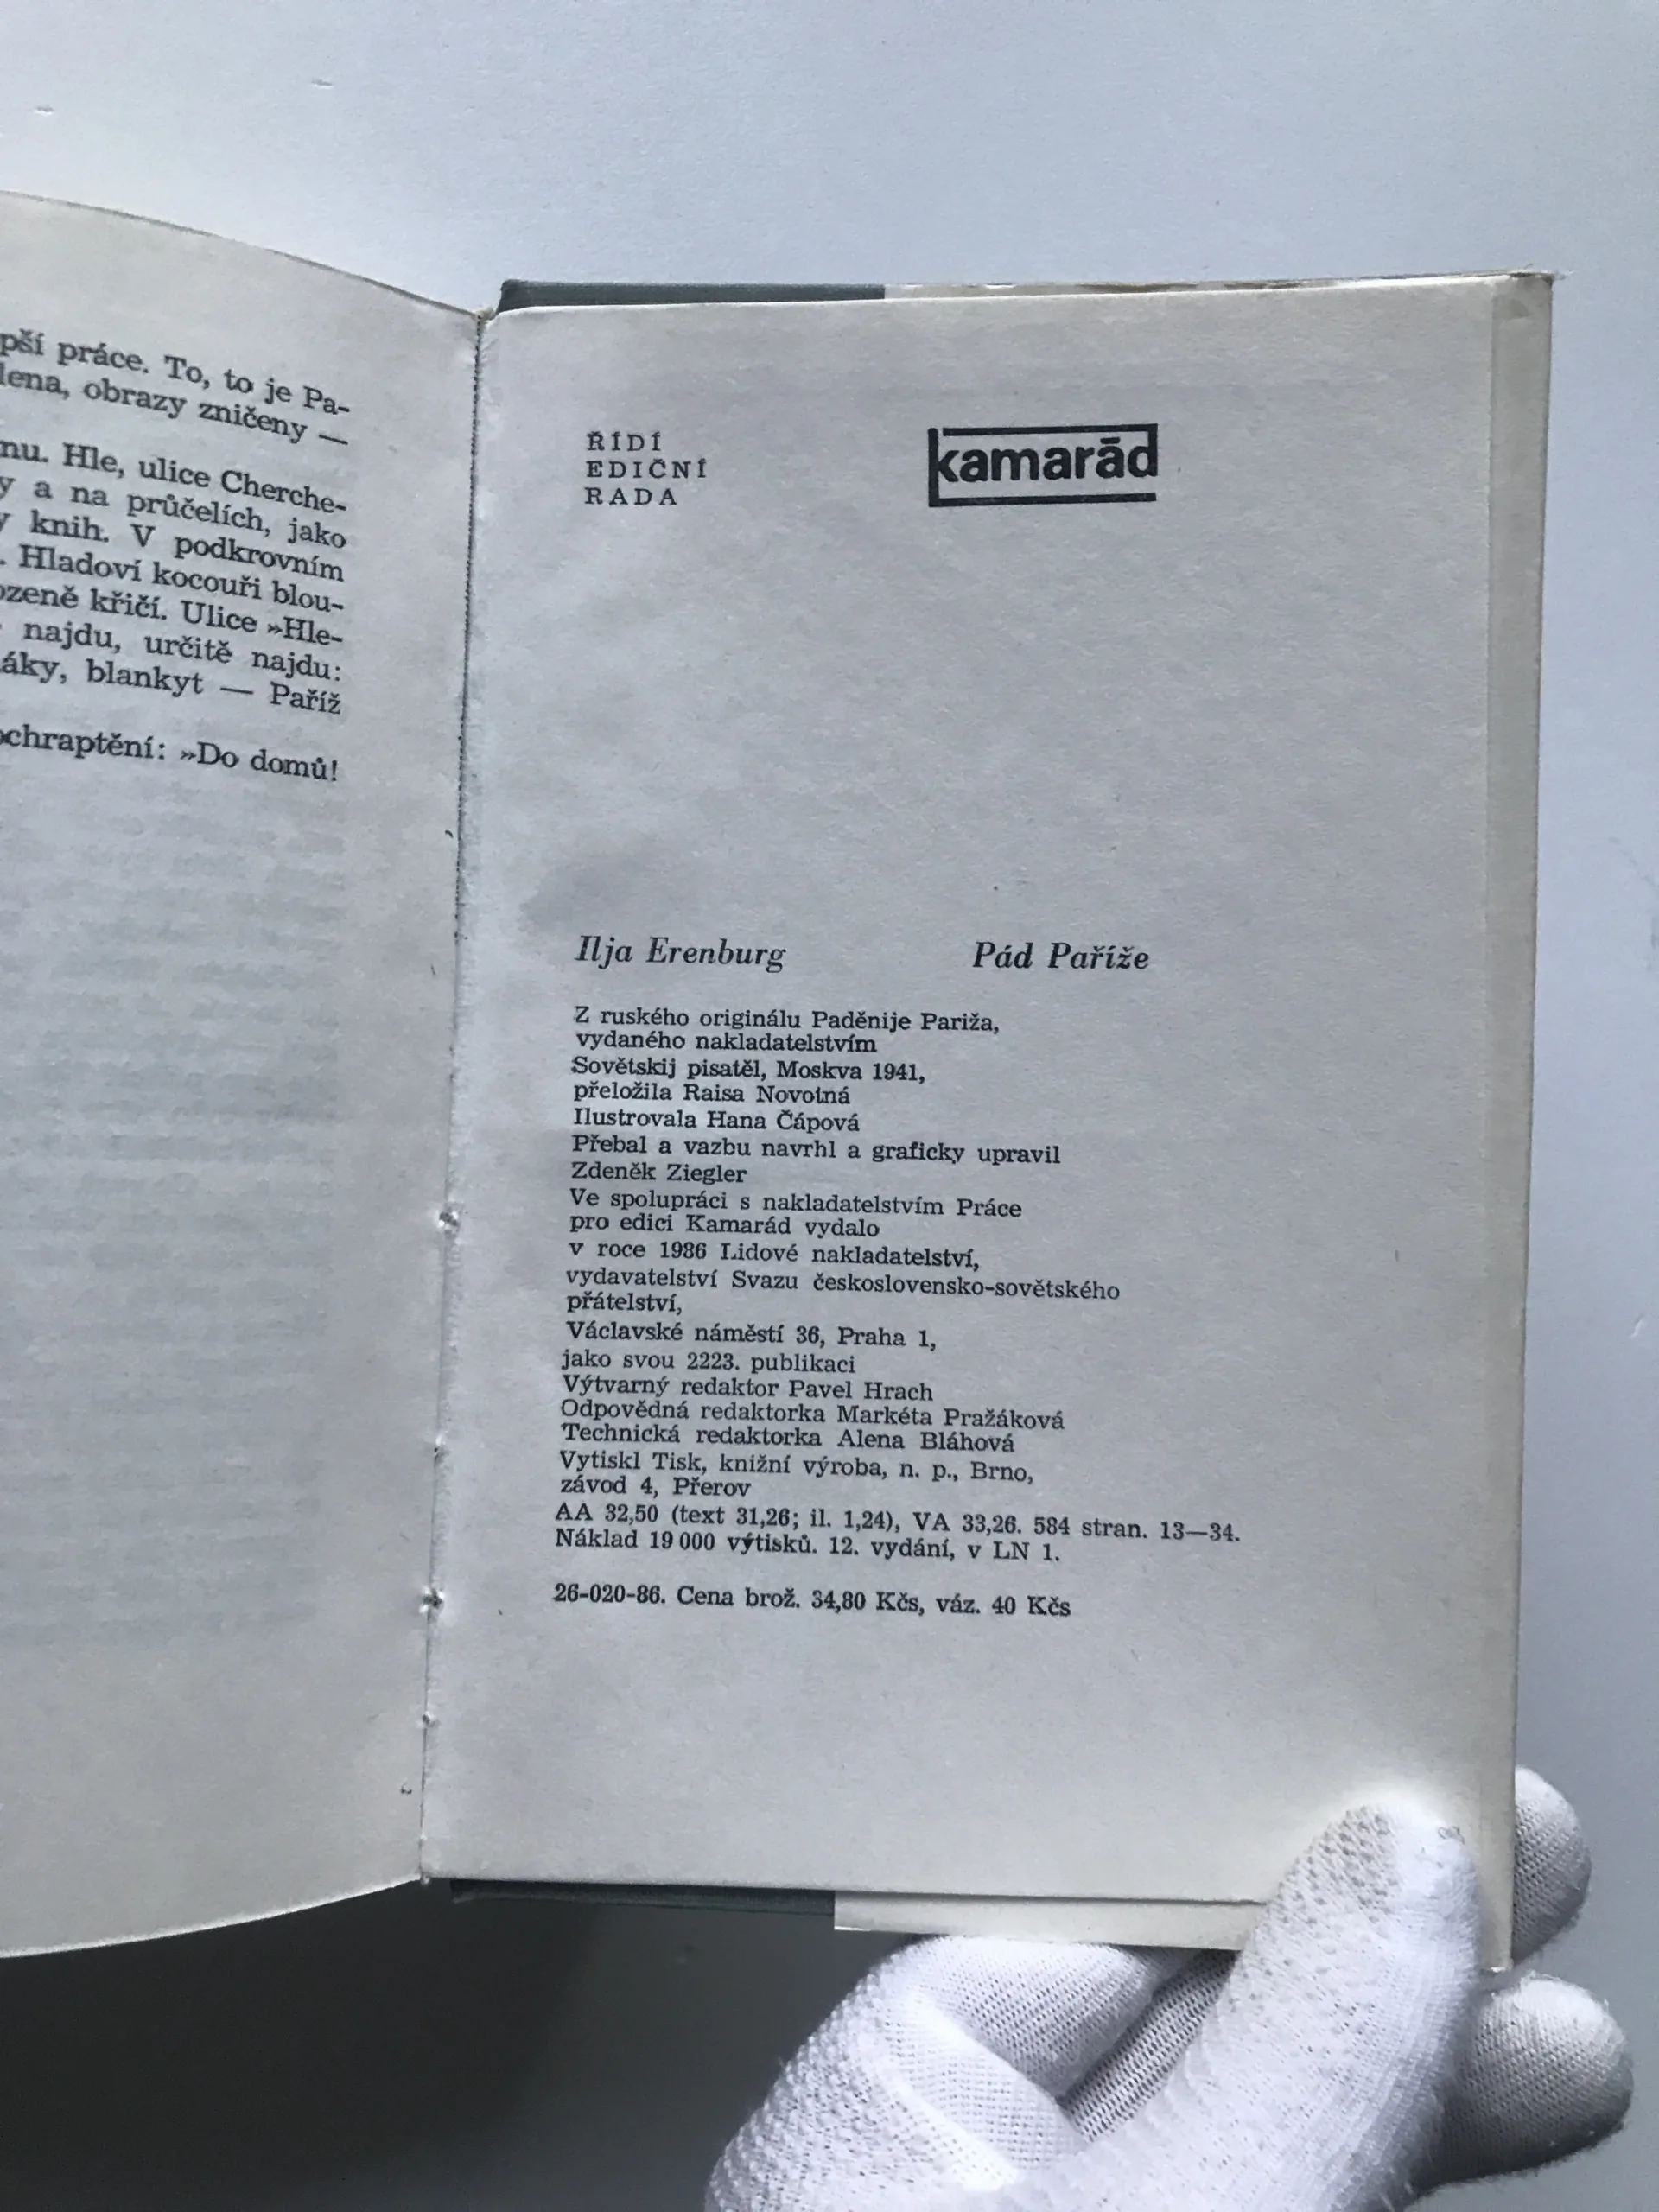 práce. To, to je Pa-
obrazy zničeny —
Hle, ulice Cherche-
a na průčelích, jako
knih. V podkrovním
Hladoví kocouři blou-
křičí. Ulice »Hle-
najdu, určitě najdu:
blankyt — Paříž
»Do domů!
ŘÍDÍ
EDIČNÍ
RADA
kamarād
Ilja Erenburg
Pád Paříže
Z ruského originálu Paděnije Pariža,
vydaného nakladatelstvím
Sovětskij pisatěl, Moskva 1941,
přeložila Raisa Novotná
Ilustrovala Hana Čápová
Přebal a vazbu navrhl a graficky upravil
Zdeněk Ziegler
Ve spolupráci s nakladatelstvím Práce
pro edici Kamarád vydalo
v roce 1986 Lidové nakladatelství,
vydavatelství Svazu československo-sovětského
přátelství,
Václavské náměstí 36, Praha 1,
jako svou 2223. publikaci
Výtvarný redaktor Pavel Hrach
Odpovědná redaktorka Markéta Pražáková
Technická redaktorka Alena Bláhová
Vytiskl Tisk, knižní výroba, n. p., Brno,
závod 4, Přerov
AA 32,50 (text 31,26; il. 1,24), VA 33,26. 584 stran. 13—34.
Náklad 19 000 výtisků. 12. vydání, v LN 1.
26-020-86. Cena brož. 34,80 Kčs, váz. 40 Kčs